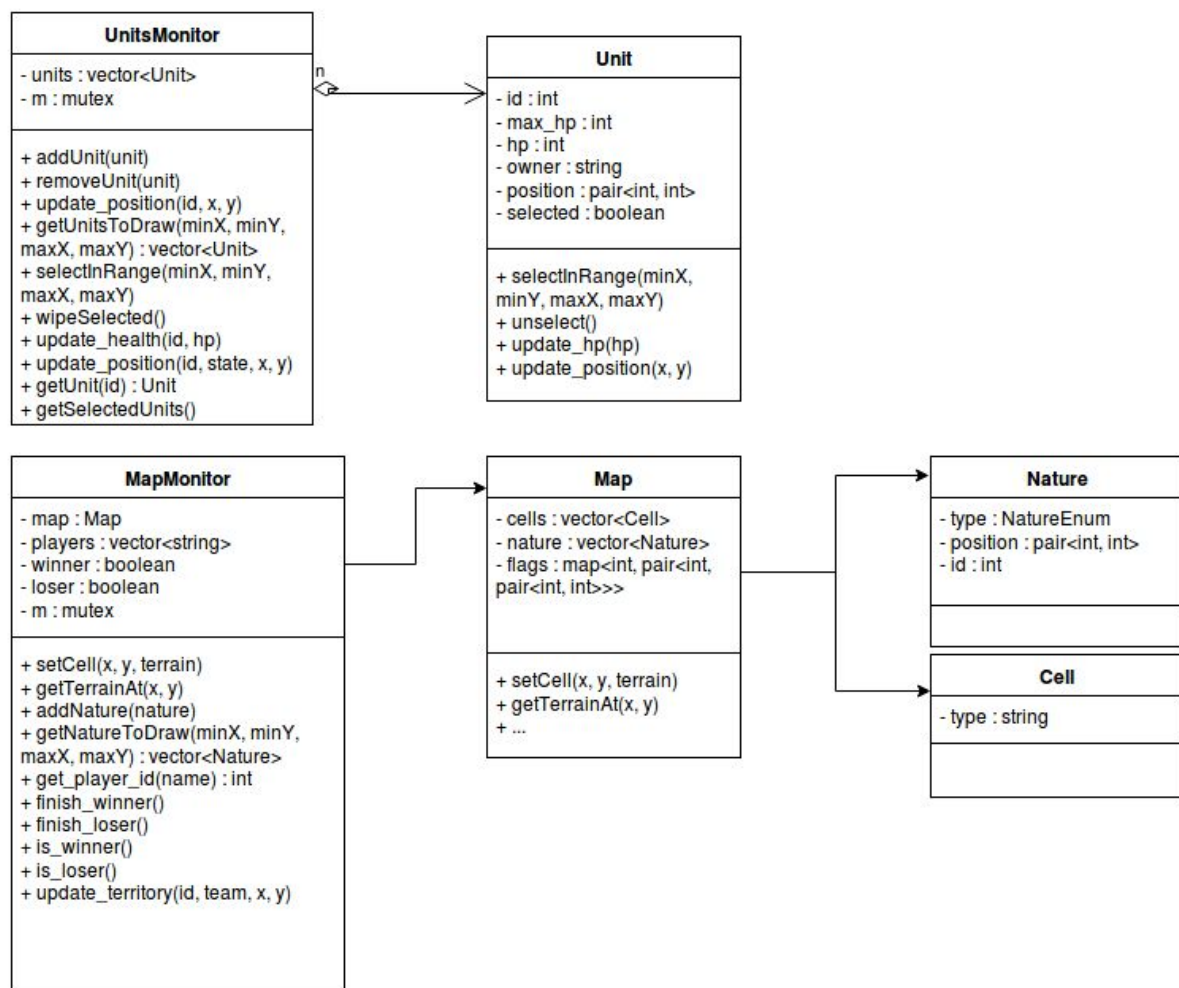 UnitsMonitor
- units : vector<Unit>
- m : mutex
+ addUnit(unit)
+ removeUnit(unit)
+ update_position(id, x, y)
+ getUnitsToDraw(minX, minY,
maxX, maxY) : vector<Unit>
+ selectInRange(minX, minY,
maxX, maxY)
+ wipeSelected()
+ update_health(id, hp)
+ update_position(id, state, x, y)
+ getUnit(id) : Unit
+ getSelectedUnits()
n
Unit
- id : int
- max_hp : int
- hp : int
- owner : string
- position : pair<int, int>
- selected : boolean
+ selectInRange(minX,
minY, maxX, maxY)
+ unselect()
+ update_hp(hp)
+ update_position(x, y)
MapMonitor
- map : Map
- players : vector<string>
- winner : boolean
- loser : boolean
- m : mutex
+ setCell(x, y, terrain)
+ getTerrainAt(x, y)
+ addNature(nature)
+ getNatureToDraw(minX, minY,
maxX, maxY) : vector<Nature>
+ get_player_id(name) : int
+ finish_winner()
+ finish_loser()
+ is_winner()
+ is_loser()
+ update_territory(id, team, x, y)
Map
- cells : vector<Cell>
- nature : vector<Nature>
- flags : map<int, pair<int,
pair<int, int>>>
+ setCell(x, y, terrain)
+ getTerrainAt(x, y)
+ ...
Nature
- type : NatureEnum
- position : pair<int, int>
- id : int
Cell
- type : string